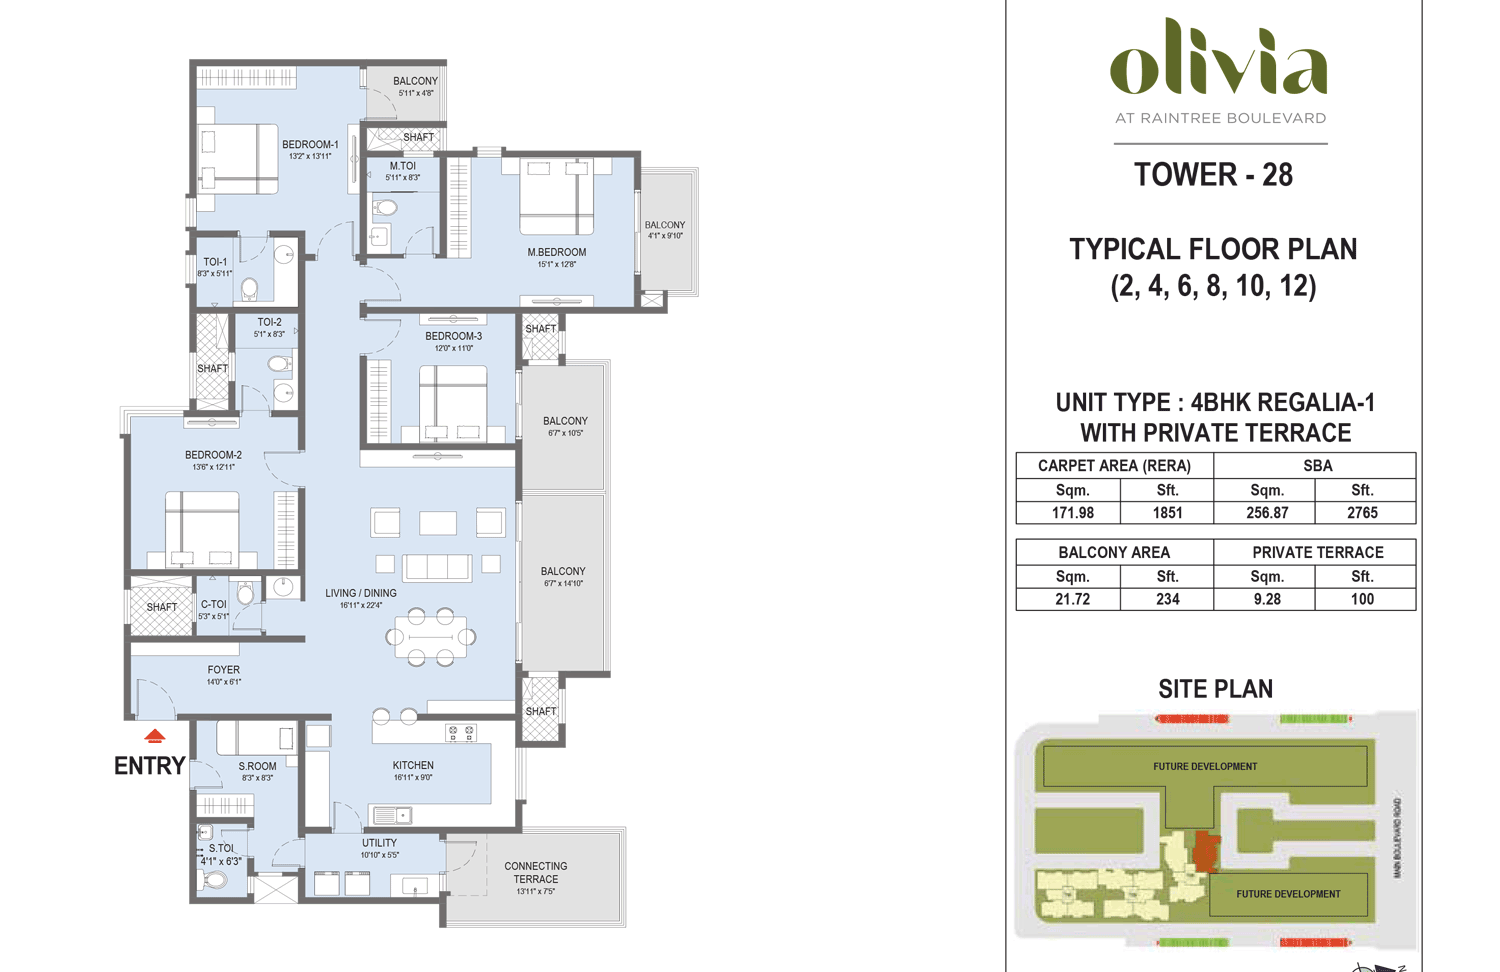 BALCONY
5'11" x 4'8"
SHAFT
BEDROOM-1
13'2" x 13'11"
M.TOI
5'11" x 8'3"
BALCONY
4'1" x 9'10"
M.BEDROOM
15'1" x 12'8"
TOI-1
8'3" x 5'11"
TOI-2
5'1" x 8'3"
SHAFT
BEDROOM-3
12'0" x 11'0"
SHAFT
BALCONY
6'7" x 10'5"
BEDROOM-2
13'6" x 12'11"
BALCONY
6'7" x 14'10"
LIVING / DINING
16'11" x 22'4"
SHAFT
C-TOI
5'3" x 5'1"
FOYER
14'0" x 6'1"
SHAFT
ENTRY
S.ROOM
8'3" x 8'3"
KITCHEN
16'11" x 9'0"
S.TOI
4'1" x 6'3"
UTILITY
10'10" x 5'5"
CONNECTING
TERRACE
13'11" x 7'5"
olivia
AT RAINTREE BOULEVARD
TOWER - 28
TYPICAL FLOOR PLAN
(2, 4, 6, 8, 10, 12)
UNIT TYPE : 4BHK REGALIA-1
WITH PRIVATE TERRACE
CARPET AREA (RERA) SBA
Sqm. Sft. Sqm. Sft.
171.98 1851 256.87 2765
BALCONY AREA PRIVATE TERRACE
Sqm. Sft. Sqm. Sft.
21.72 234 9.28 100
SITE PLAN
FUTURE DEVELOPMENT
MAIN BOULEVARD ROAD
FUTURE DEVELOPMENT
N